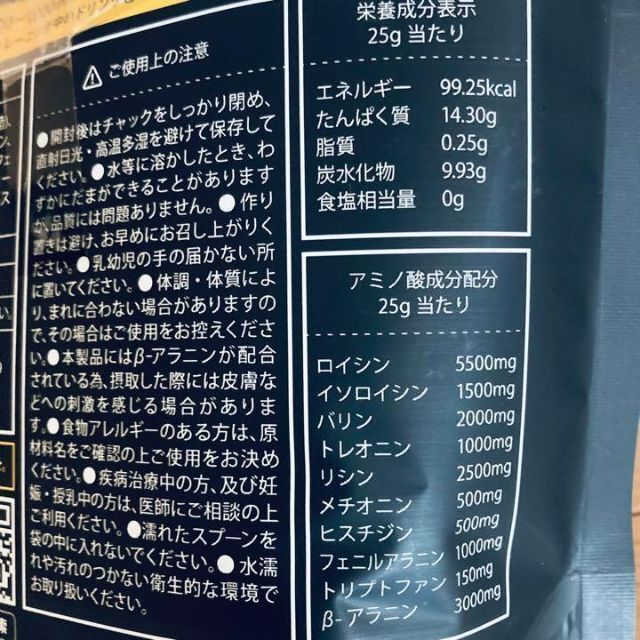 ご使用上の注意
●開封後はチャックをしっかり閉め、
直射日光・高温多湿を避けて保存して
ください。●水等に溶かしたとき、わ
ずかにだまができることがあります
が、品質には問題ありません。●作り
置きは避け、お早めにお召し上がりく
ださい。●乳幼児の手の届かない所
に置いてください。●体調・体質によ
り、まれに合わない場合がありますの
で、その場合はご使用をお控えくださ
い。●本製品にはβ-アラニンが配合
されている為、摂取した際には皮膚な
どへの刺激を感じる場合がありま
す。●食物アレルギーのある方は、原
材料名をご確認の上ご使用をお決め
ください。●疾病治療中の方、及び妊
娠・授乳中の方は、医師にご相談の上
ご利用ください。●濡れたスプーンを
袋の中に入れないでください。●水濡
れや汚れのつかない衛生的な環境で
お取り扱いください。
栄養成分表示
25g 当たり
エネルギー 99.25kcal
たんぱく質 14.30g
脂質 0.25g
炭水化物 9.93g
食塩相当量 0g
アミノ酸成分配分
25g 当たり
ロイシン 5500mg
イソロイシン 1500mg
バリン 2000mg
トレオニン 1000mg
リシン 2500mg
メチオニン 500mg
ヒスチジン 500mg
フェニルアラニン 1000mg
トリプトファン 150mg
β-アラニン 3000mg